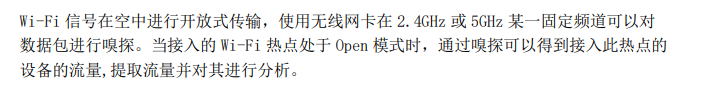 Wi-Fi 信号在空中进行开放式传输，使用无线网卡在 2.4GHz 或 5GHz 某一固定频道可以对
数据包进行嗅探。当接入的 Wi-Fi 热点处于 Open 模式时，通过嗅探可以得到接入此热点的
设备的流量,提取流量并对其进行分析。